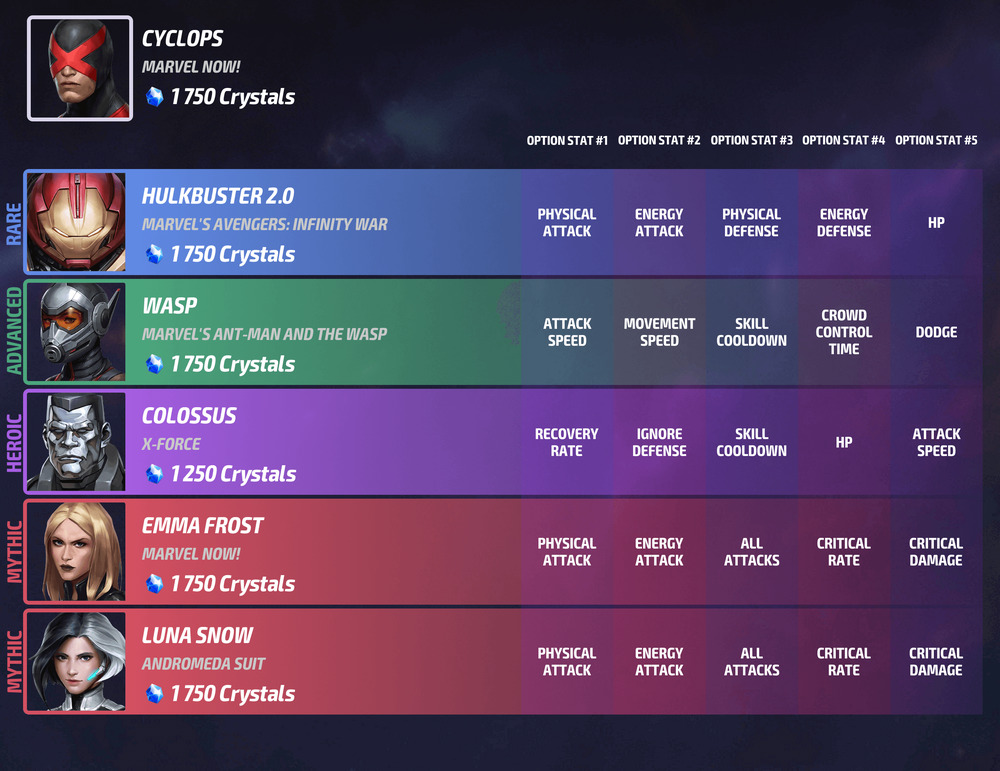 CYCLOPS
MARVEL NOW!
1 750 Crystals
OPTION STAT #1 OPTION STAT #2 OPTION STAT #3 OPTION STAT #4 OPTION STAT #5
RARE
HULKBUSTER 2.0
MARVEL'S AVENGERS: INFINITY WAR
1 750 Crystals
PHYSICAL
ATTACK
ENERGY
ATTACK
PHYSICAL
DEFENSE
ENERGY
DEFENSE
HP
ADVANCED
WASP
MARVEL'S ANT-MAN AND THE WASP
1 750 Crystals
ATTACK
SPEED
MOVEMENT
SPEED
SKILL
COOLDOWN
CROWD
CONTROL
TIME
DODGE
HEROIC
COLOSSUS
X-FORCE
1 250 Crystals
RECOVERY
RATE
IGNORE
DEFENSE
SKILL
COOLDOWN
HP
ATTACK
SPEED
MYTHIC
EMMA FROST
MARVEL NOW!
1 750 Crystals
PHYSICAL
ATTACK
ENERGY
ATTACK
ALL
ATTACKS
CRITICAL
RATE
CRITICAL
DAMAGE
MYTHIC
LUNA SNOW
ANDROMEDA SUIT
1 750 Crystals
PHYSICAL
ATTACK
ENERGY
ATTACK
ALL
ATTACKS
CRITICAL
RATE
CRITICAL
DAMAGE